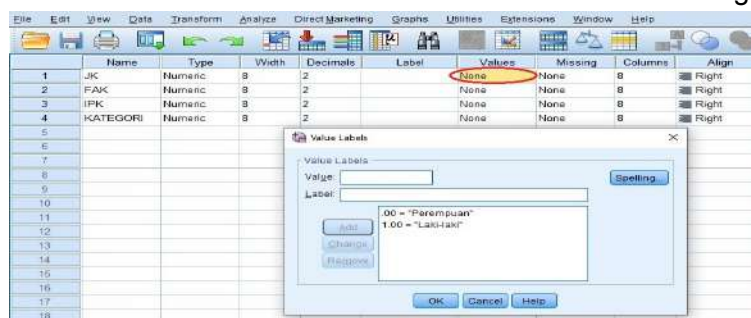 File Edit View Data Transform Analyze Direct Marketing Graphs Utilities Extensions Window Help
Name Type Width Decimals Label Values Missing Columns Align
1 JK Numeric 8 2 None None 8 Right
2 FAK Numeric 8 2 None None 8 Right
3 IPK Numeric 8 2 None None 8 Right
4 KATEGORI Numeric 8 2 None None 8 Right
5
6
7
8
9
10
11
12
13
14
15
16
17
18
Value Labels
Value Labels
Value:
Spelling...
Label:
.00 = "Perempuan"
1.00 = "Laki-laki"
Add
Change
Remove
OK Cancel Help